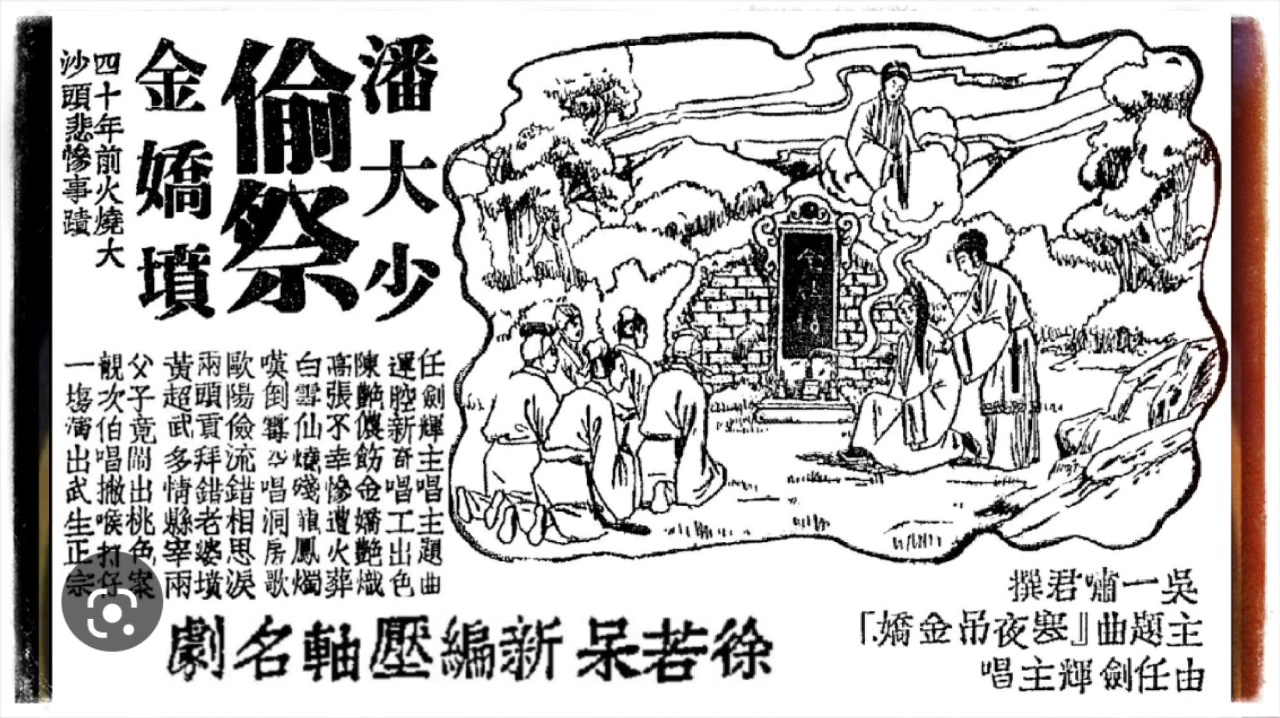 潘大少
偷祭
金嬌墳
四十年前火燒大
沙頭悲慘事蹟
任劍輝主唱主題曲
運腔新奇唱工出色
陳艷儂飾金嬌艷熾
高張不幸慘遭火葬
白雲仙燒殘龍鳳燭
嘆倒霉唱洞房歌
歐陽儉流錯相思淚
兩頭貢拜錯老婆墳
黃超武多情縣宰兩
父子竟鬧出桃色案
靚次伯唱撇喉打仔
一場演出武生正宗
吳一嘯君撰
主題曲『寒夜吊金嬌」
由任劍輝主唱
徐若呆新編壓軸名劇